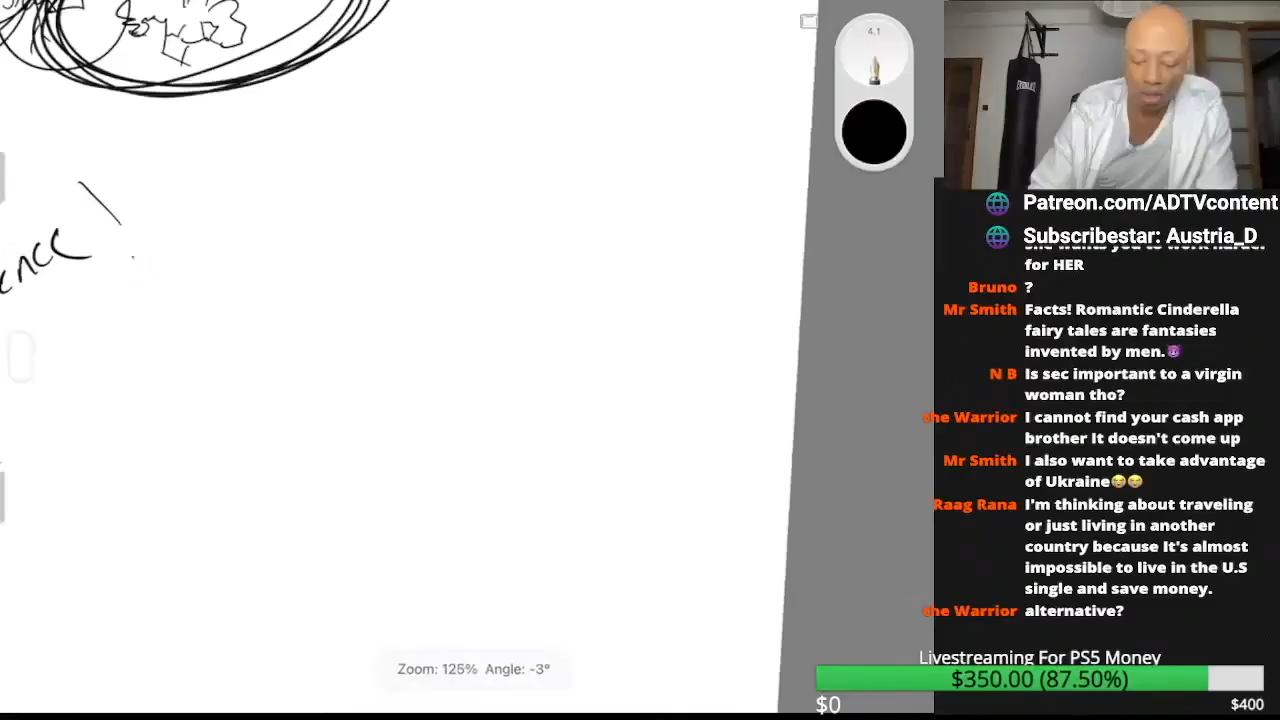 4.1
EVERLAST
Patreon.com/ADTVcontent
Subscribestar: Austria_D
for HER
Bruno ?
Mr Smith Facts! Romantic Cinderella
fairy tales are fantasies
invented by men.😈
N B Is sec important to a virgin
woman tho?
the Warrior I cannot find your cash app
brother It doesn't come up
Mr Smith I also want to take advantage
of Ukraine😂😂
Raag Rana I'm thinking about traveling
or just living in another
country because It's almost
impossible to live in the U.S
single and save money.
the Warrior alternative?
Zoom: 125% Angle: -3°
Livestreaming For PS5 Money
$350.00 (87.50%)
$0
$400